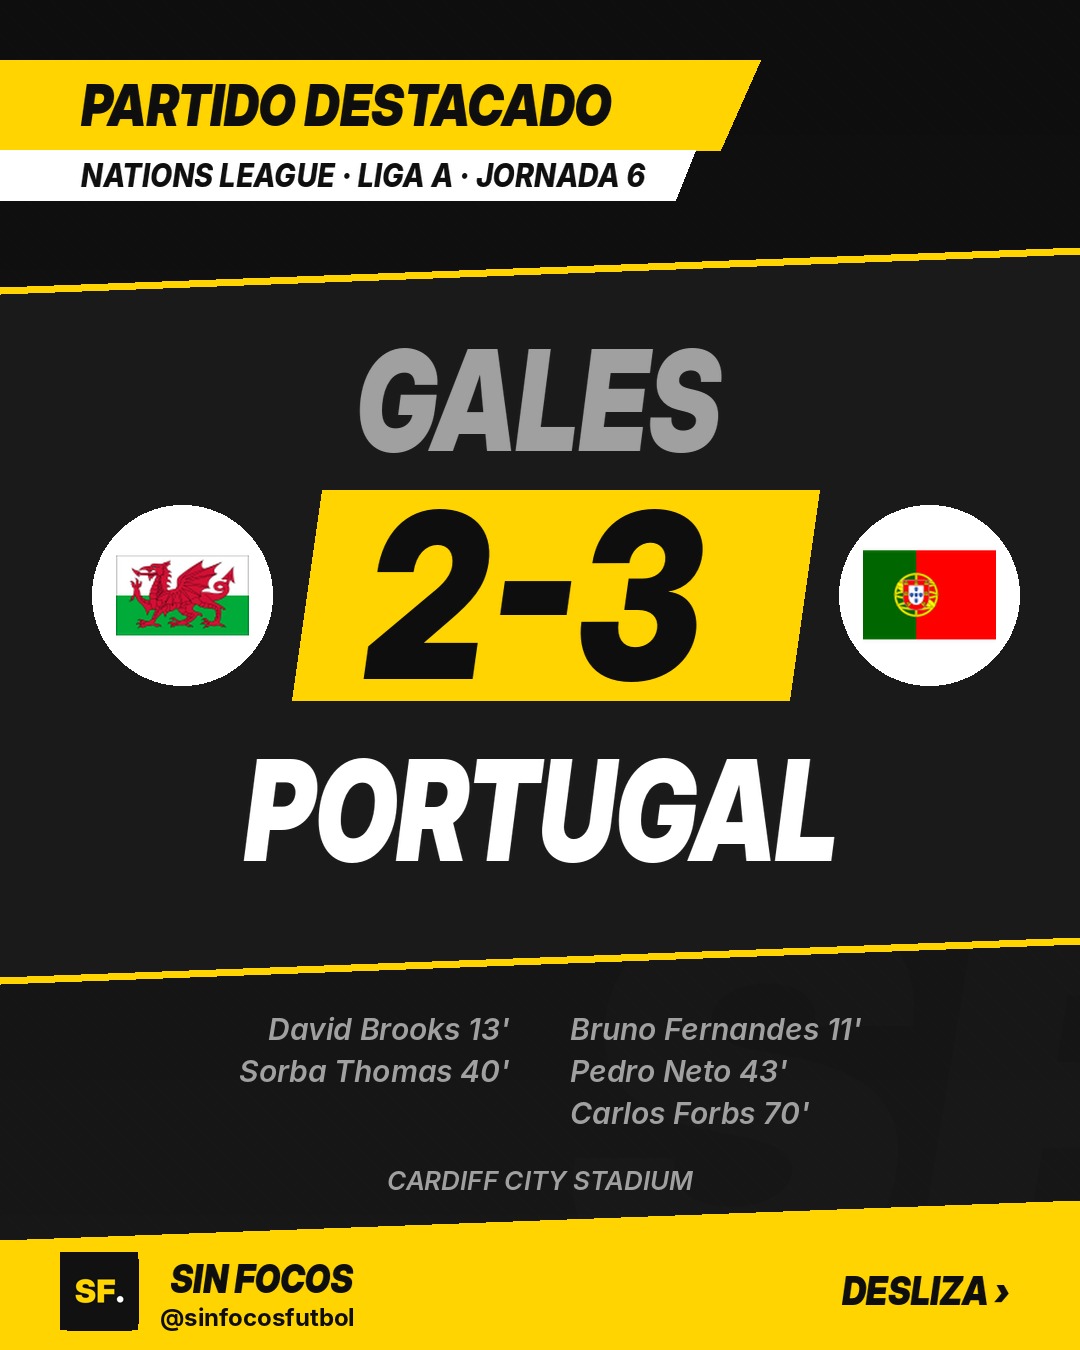 PARTIDO DESTACADO
NATIONS LEAGUE · LIGA A · JORNADA 6
GALES
2-3
PORTUGAL
David Brooks 13'
Sorba Thomas 40'
Bruno Fernandes 11'
Pedro Neto 43'
Carlos Forbs 70'
CARDIFF CITY STADIUM
SF.
SIN FOCOS
@sinfocosfutbol
DESLIZA ›